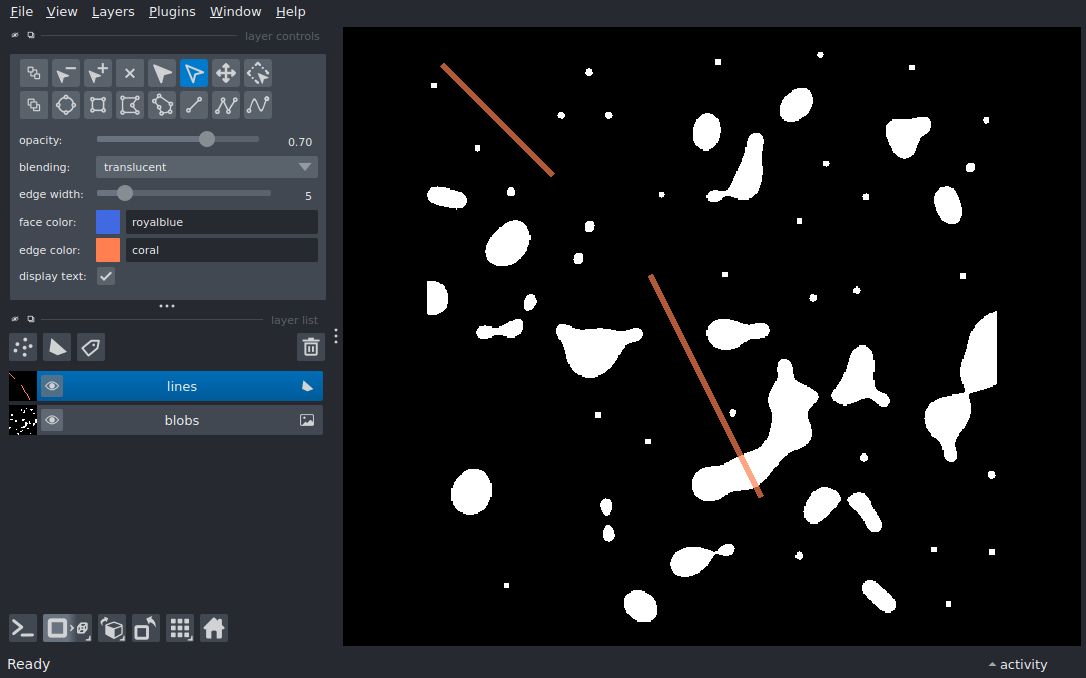 File View Layers Plugins Window Help
layer controls
opacity: 0.70
blending: translucent
edge width: 5
face color: royalblue
edge color: coral
display text:
layer list
lines
blobs
Ready
activity